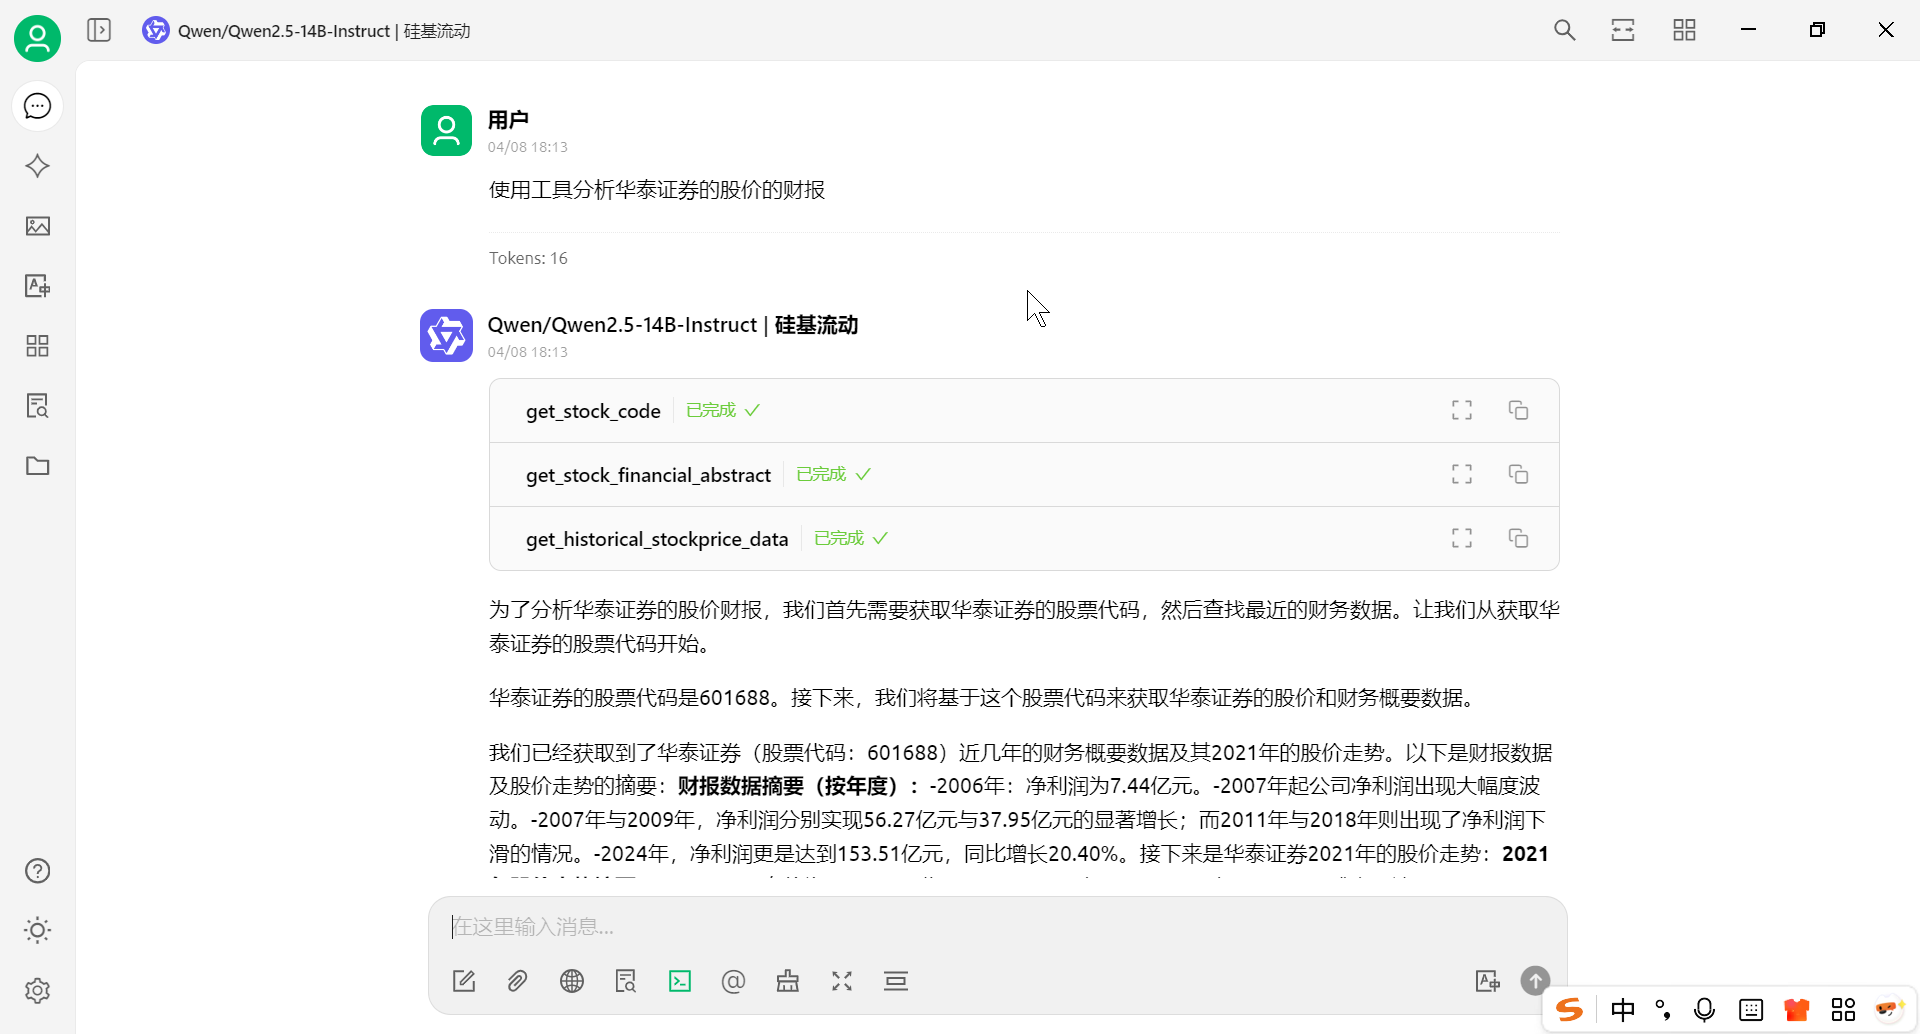 Qwen/Qwen2.5-14B-Instruct | 硅基流动
用户
04/08 18:13
使用工具分析华泰证券的股价的财报
Tokens: 16
Qwen/Qwen2.5-14B-Instruct | 硅基流动
04/08 18:13
get_stock_code 已完成
get_stock_financial_abstract 已完成
get_historical_stockprice_data 已完成
为了分析华泰证券的股价财报，我们首先需要获取华泰证券的股票代码，然后查找最近的财务数据。让我们从获取华
泰证券的股票代码开始。
华泰证券的股票代码是601688。接下来，我们将基于这个股票代码来获取华泰证券的股价和财务概要数据。
我们已经获取到了华泰证券（股票代码：601688）近几年的财务概要数据及其2021年的股价走势。以下是财报数据
及股价走势的摘要：财报数据摘要（按年度）：-2006年：净利润为7.44亿元。-2007年起公司净利润出现大幅度波
动。-2007年与2009年，净利润分别实现56.27亿元与37.95亿元的显著增长；而2011年与2018年则出现了净利润下
滑的情况。-2024年，净利润更是达到153.51亿元，同比增长20.40%。接下来是华泰证券2021年的股价走势：2021
在这里输入消息...
中